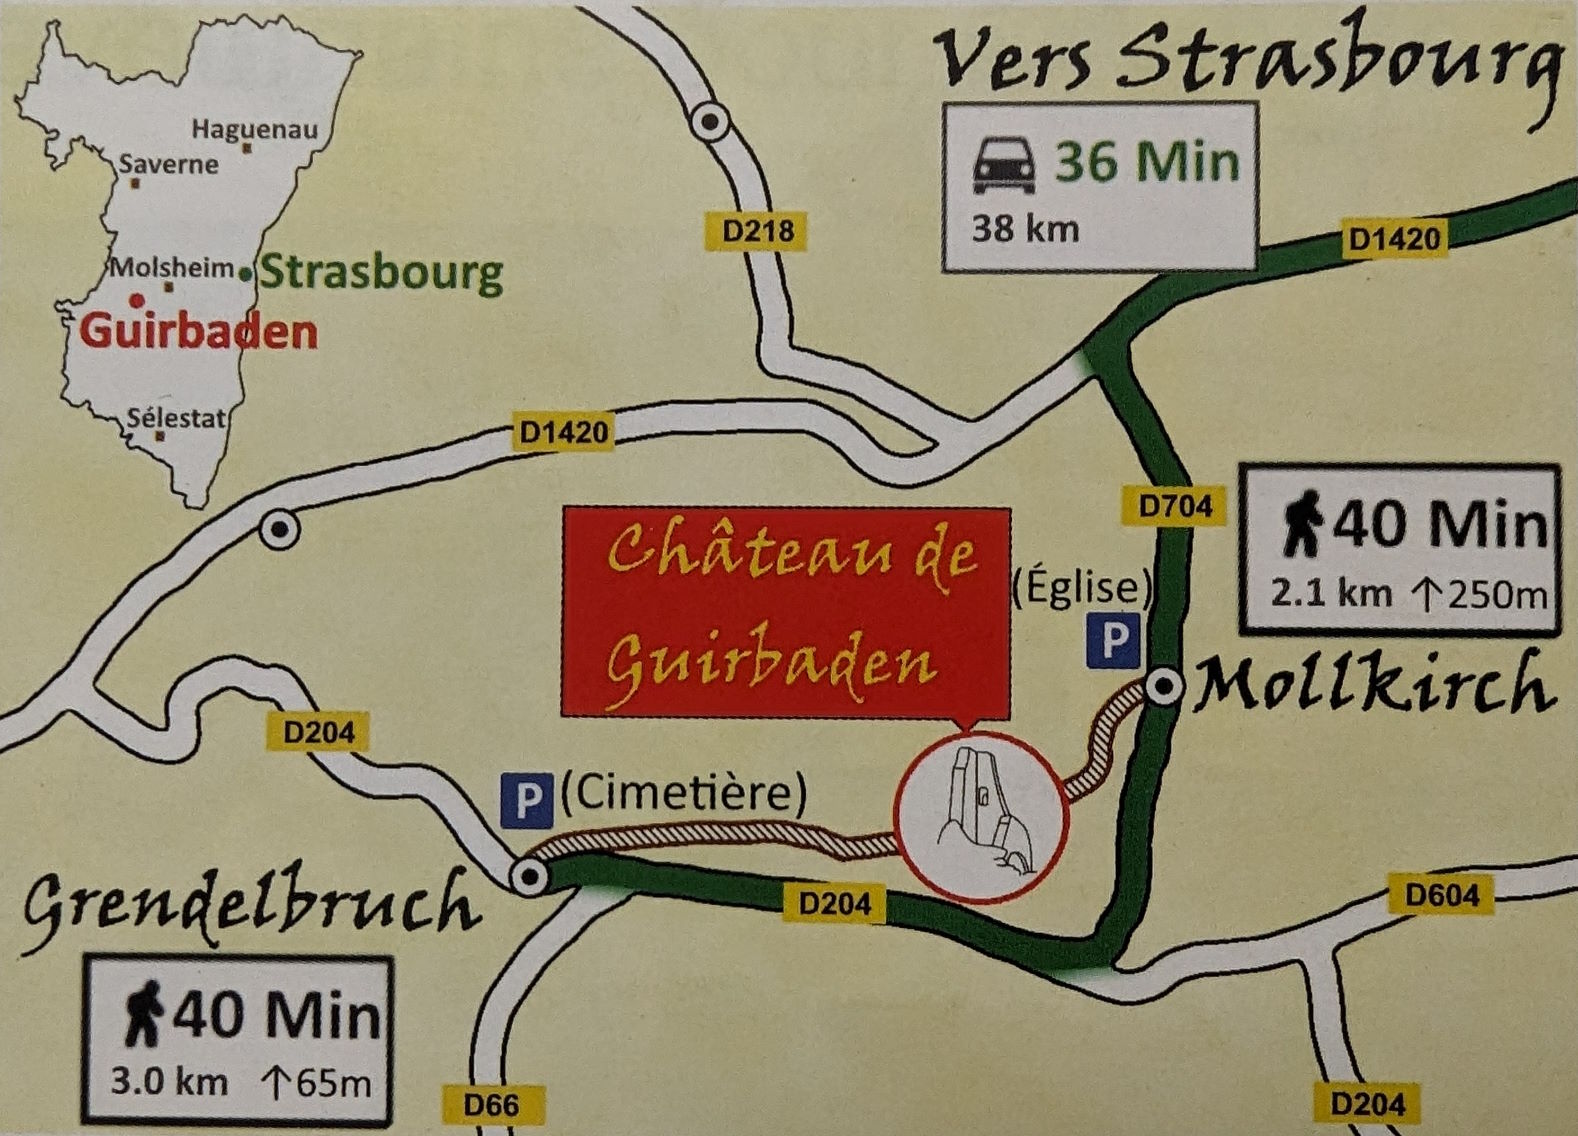 Vers Strasbourg
36 Min
38 km
Haguenau
Saverne
Molsheim
Strasbourg
Guirbaden
Sélestat
D218
D1420
D1420
D704
40 Min
2.1 km ↑250m
Château de
Guirbaden
(Église)
P
Mollkirch
D204
P (Cimetière)
Grendelbruch
D204
D604
40 Min
3.0 km ↑65m
D66
D204